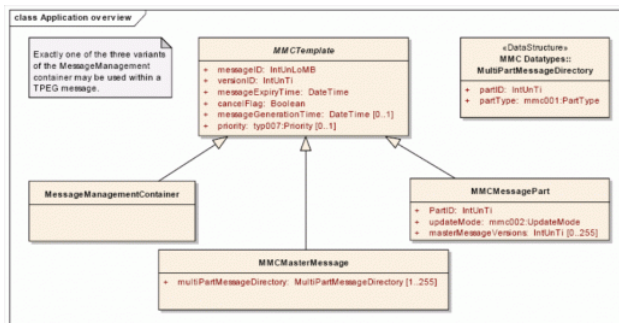 class Application overview
Exactly one of the three variants
of the MessageManagement
container may be used within a
TPEG message.
MMCTemplate
+ messageID: IntUnLoMB
+ versionID: IntUnTi
+ messageExpiryTime: DateTime
+ cancelFlag: Boolean
+ messageGenerationTime: DateTime [0..1]
+ priority: typ007:Priority [0..1]
«DataStructure»
MMC Datatypes::
MultiPartMessageDirectory
+ partID: IntUnTi
+ partType: mmc001:PartType
MessageManagementContainer
MMCMessagePart
+ PartID: IntUnTi
+ updateMode: mmc002:UpdateMode
+ masterMessageVersions: IntUnTi [0..255]
MMCMasterMessage
+ multiPartMessageDirectory: MultiPartMessageDirectory [1..255]